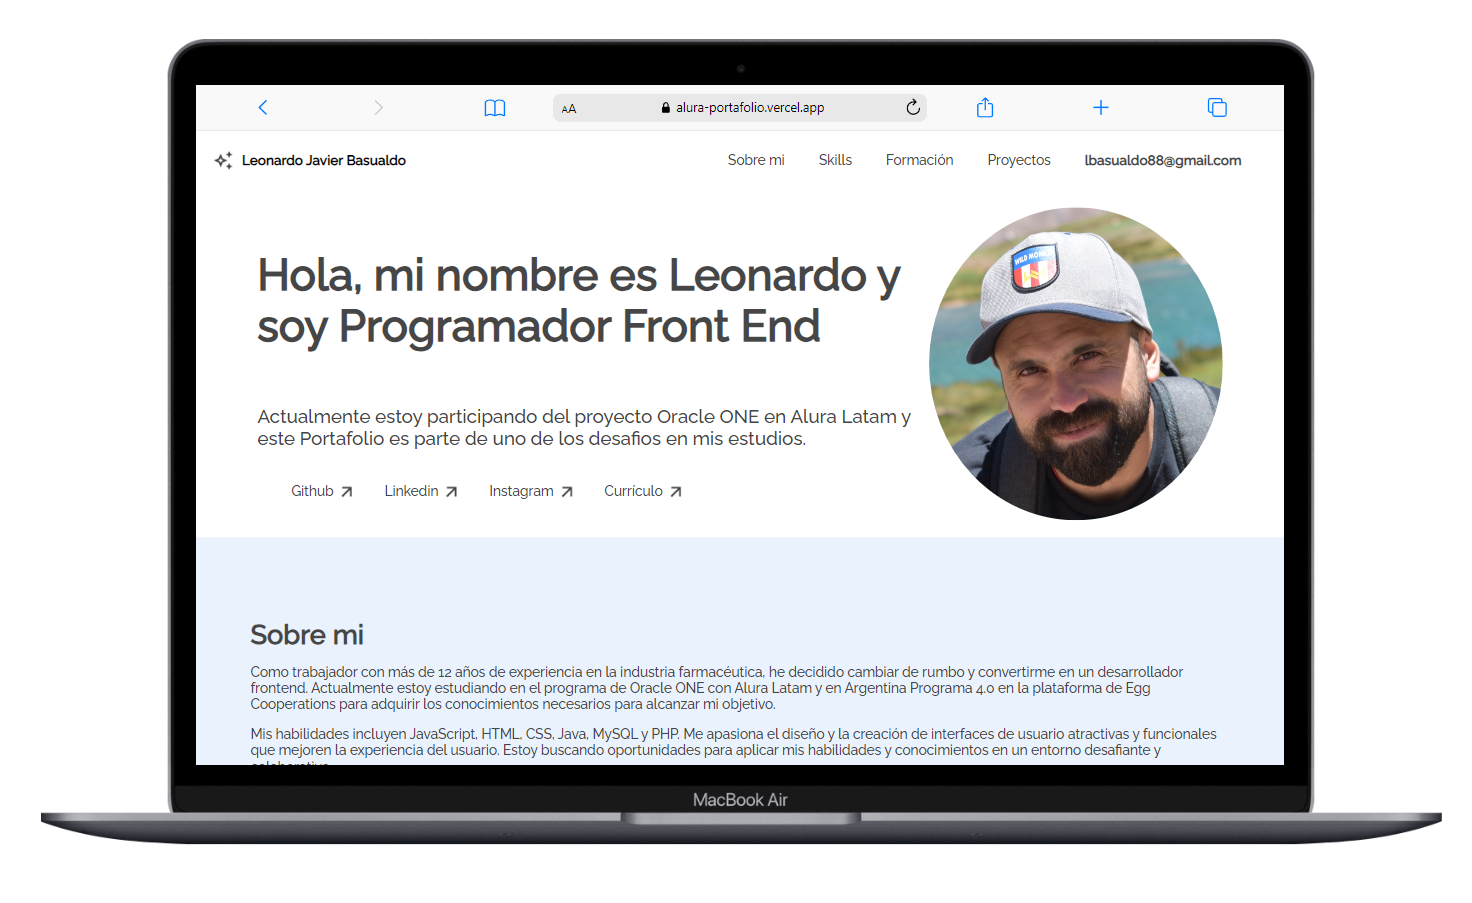 AA alura-portafolio.vercel.app
Leonardo Javier Basualdo Sobre mi Skills Formación Proyectos lbasualdo88@gmail.com
WILD MONKEY
Hola, mi nombre es Leonardo y
soy Programador Front End
Actualmente estoy participando del proyecto Oracle ONE en Alura Latam y
este Portafolio es parte de uno de los desafios en mis estudios.
Github Linkedin Instagram Currículo
Sobre mi
Como trabajador con más de 12 años de experiencia en la industria farmacéutica, he decidido cambiar de rumbo y convertirme en un desarrollador
frontend. Actualmente estoy estudiando en el programa de Oracle ONE con Alura Latam y en Argentina Programa 4.0 en la plataforma de Egg
Cooperations para adquirir los conocimientos necesarios para alcanzar mi objetivo.
Mis habilidades incluyen JavaScript, HTML, CSS, Java, MySQL y PHP. Me apasiona el diseño y la creación de interfaces de usuario atractivas y funcionales
que mejoren la experiencia del usuario. Estoy buscando oportunidades para aplicar mis habilidades y conocimientos en un entorno desafiante y
MacBook Air